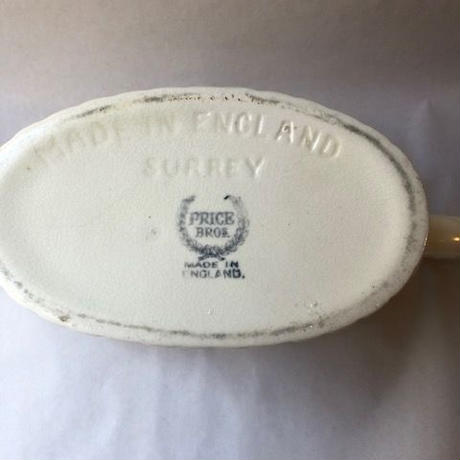 MADE IN ENGLAND
SURREY
PRICE
BROS.
MADE IN
ENGLAND.